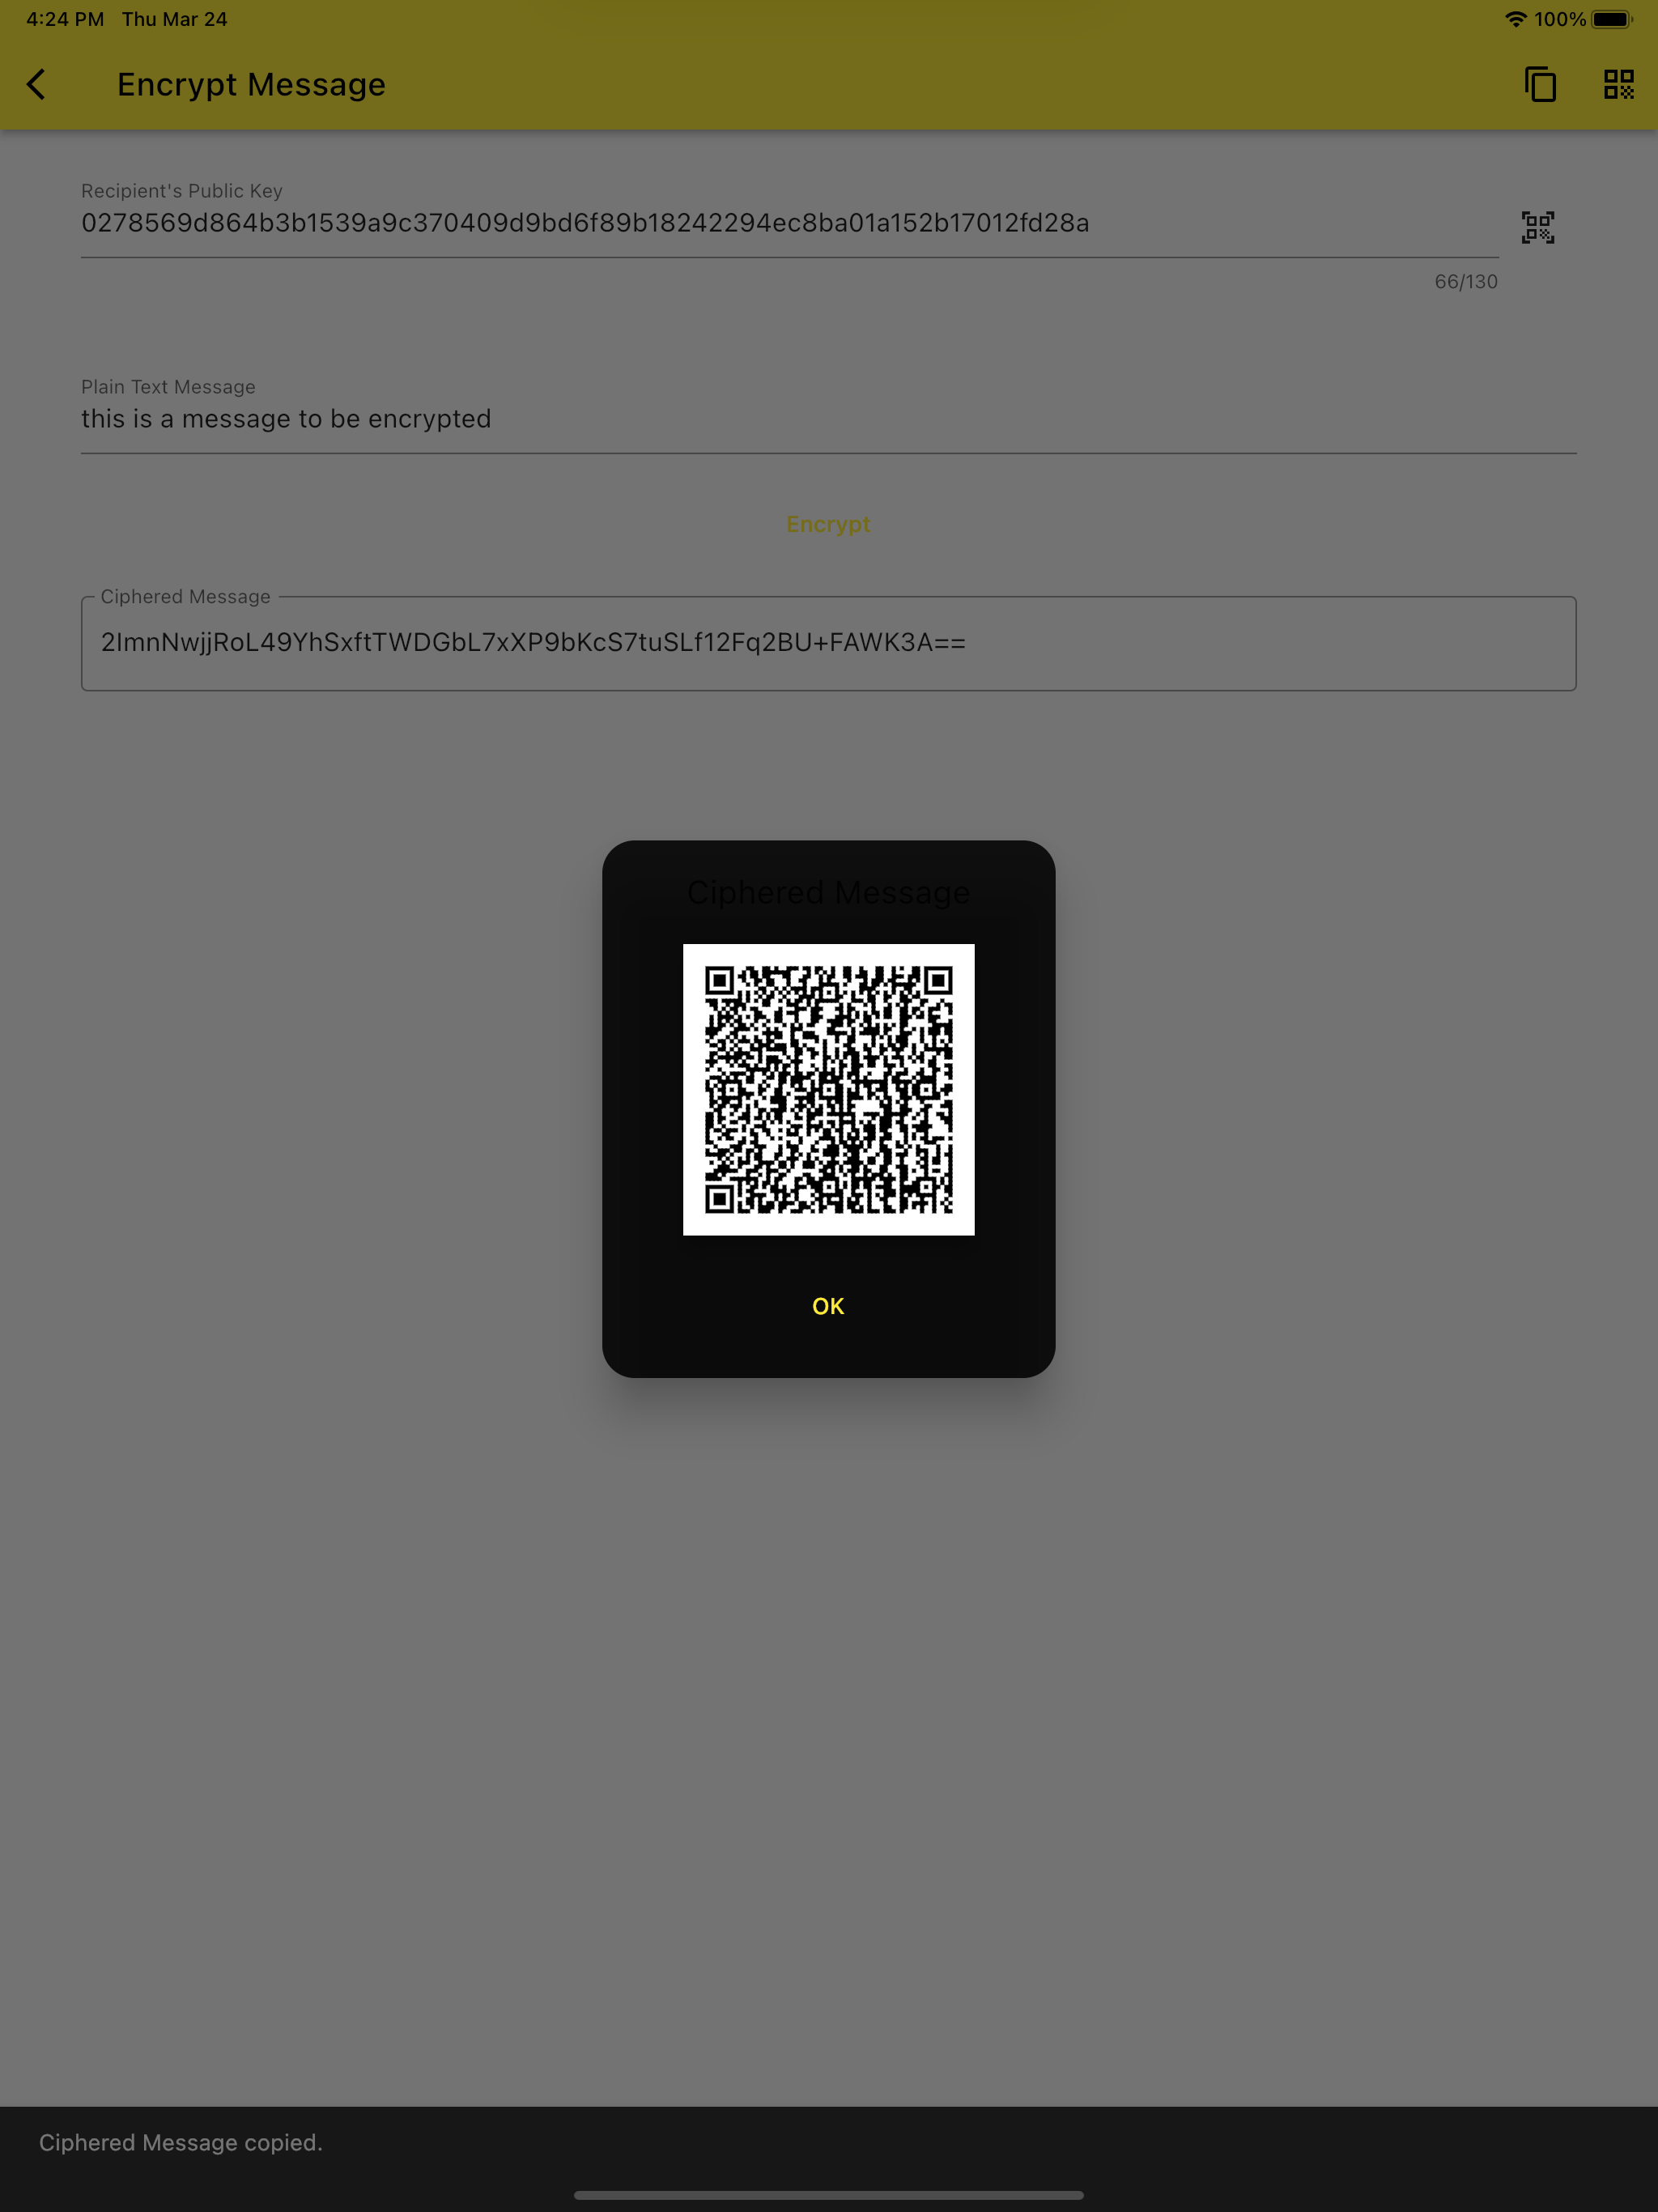 4:24 PM Thu Mar 24 100%
Encrypt Message
Recipient's Public Key
0278569d864b3b1539a9c370409d9bd6f89b18242294ec8ba01a152b17012fd28a
66/130
Plain Text Message
this is a message to be encrypted
Encrypt
Ciphered Message
2ImnNwjjRoL49YhSxftTWDGbL7xXP9bKcS7tuSLf12Fq2BU+FAWK3A==
Ciphered Message
OK
Ciphered Message copied.